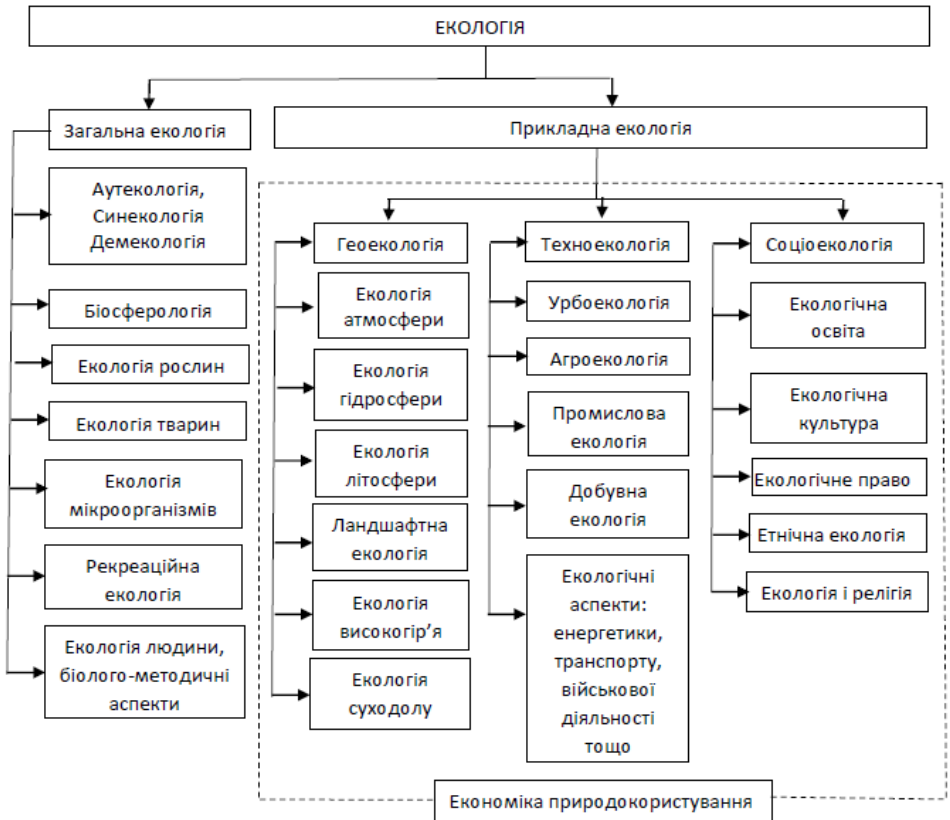 ЕКОЛОГІЯ
Загальна екологія
Аутекологія,
Синекологія
Демекологія
Біосферологія
Екологія рослин
Екологія тварин
Екологія
мікроорганізмів
Рекреаційна
екологія
Екологія людини,
біолого-методичні
аспекти
Прикладна екологія
Геоекологія
Екологія
атмосфери
Екологія
гідросфери
Екологія
літосфери
Ландшафтна
екологія
Екологія
високогір’я
Екологія
суходолу
Техноекологія
Урбоекологія
Агроекологія
Промислова
екологія
Добувна
екологія
Екологічні
аспекти:
енергетики,
транспорту,
військової
діяльності
тощо
Соціоекологія
Екологічна
освіта
Екологічна
культура
Екологічне право
Етнічна екологія
Екологія і релігія
Економіка природокористування